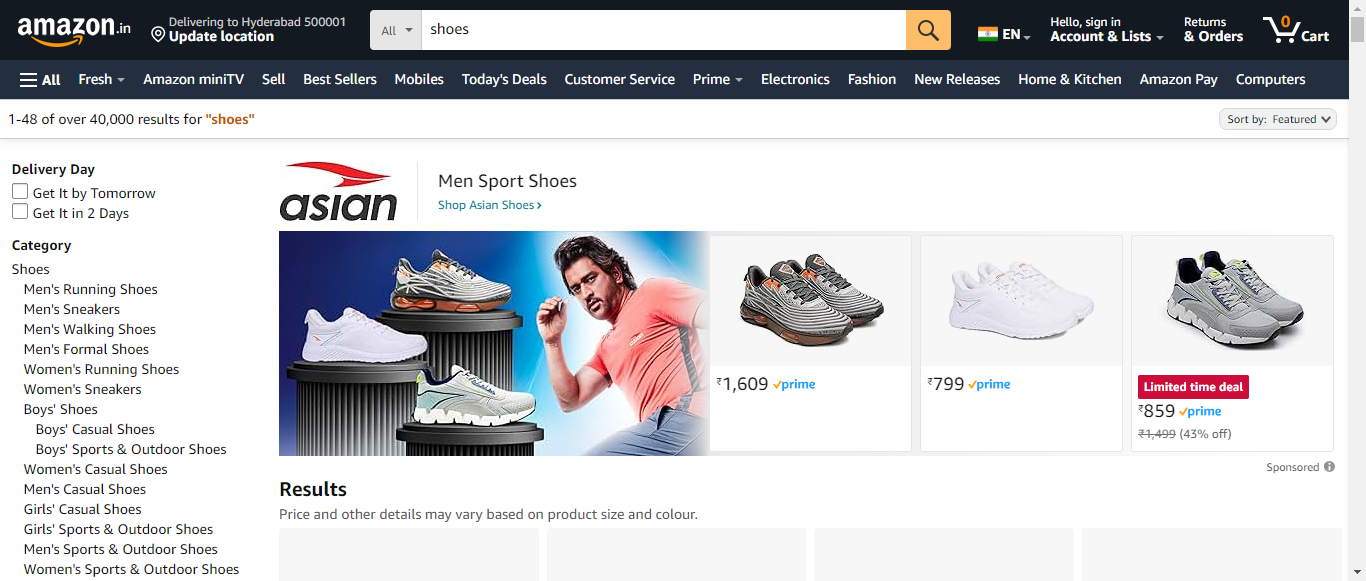 amazon.in
Delivering to Hyderabad 500001
Update location
All
shoes
EN
Hello, sign in
Account & Lists
Returns
& Orders
0
Cart
All
Fresh
Amazon miniTV
Sell
Best Sellers
Mobiles
Today's Deals
Customer Service
Prime
Electronics
Fashion
New Releases
Home & Kitchen
Amazon Pay
Computers
1-48 of over 40,000 results for "shoes"
Sort by: Featured
Delivery Day
Get It by Tomorrow
Get It in 2 Days
Category
Shoes
Men's Running Shoes
Men's Sneakers
Men's Walking Shoes
Men's Formal Shoes
Women's Running Shoes
Women's Sneakers
Boys' Shoes
Boys' Casual Shoes
Boys' Sports & Outdoor Shoes
Women's Casual Shoes
Men's Casual Shoes
Girls' Casual Shoes
Girls' Sports & Outdoor Shoes
Men's Sports & Outdoor Shoes
Women's Sports & Outdoor Shoes
asian
Men Sport Shoes
Shop Asian Shoes ›
₹1,609 prime
₹799 prime
Limited time deal
₹859 prime
₹1,499 (43% off)
Sponsored
Results
Price and other details may vary based on product size and colour.